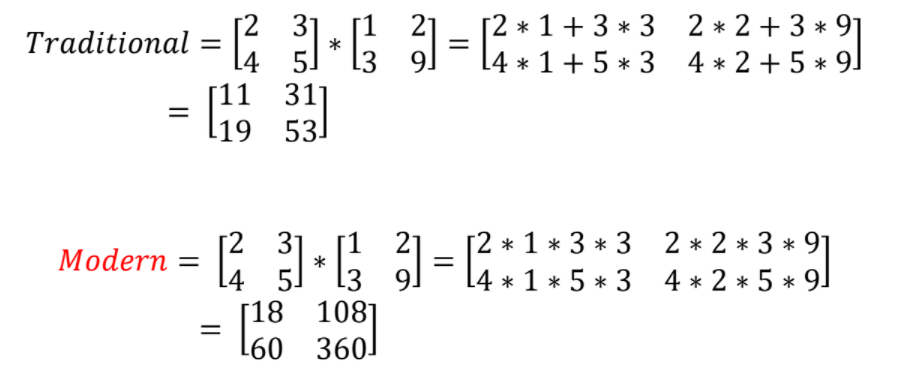 Traditional = [2 3 4 5] * [1 2 3 9] = [2 * 1 + 3 * 3 2 * 2 + 3 * 9 4 * 1 + 5 * 3 4 * 2 + 5 * 9]
= [11 31 19 53]
Modern = [2 3 4 5] * [1 2 3 9] = [2 * 1 * 3 * 3 2 * 2 * 3 * 9 4 * 1 * 5 * 3 4 * 2 * 5 * 9]
= [18 108 60 360]